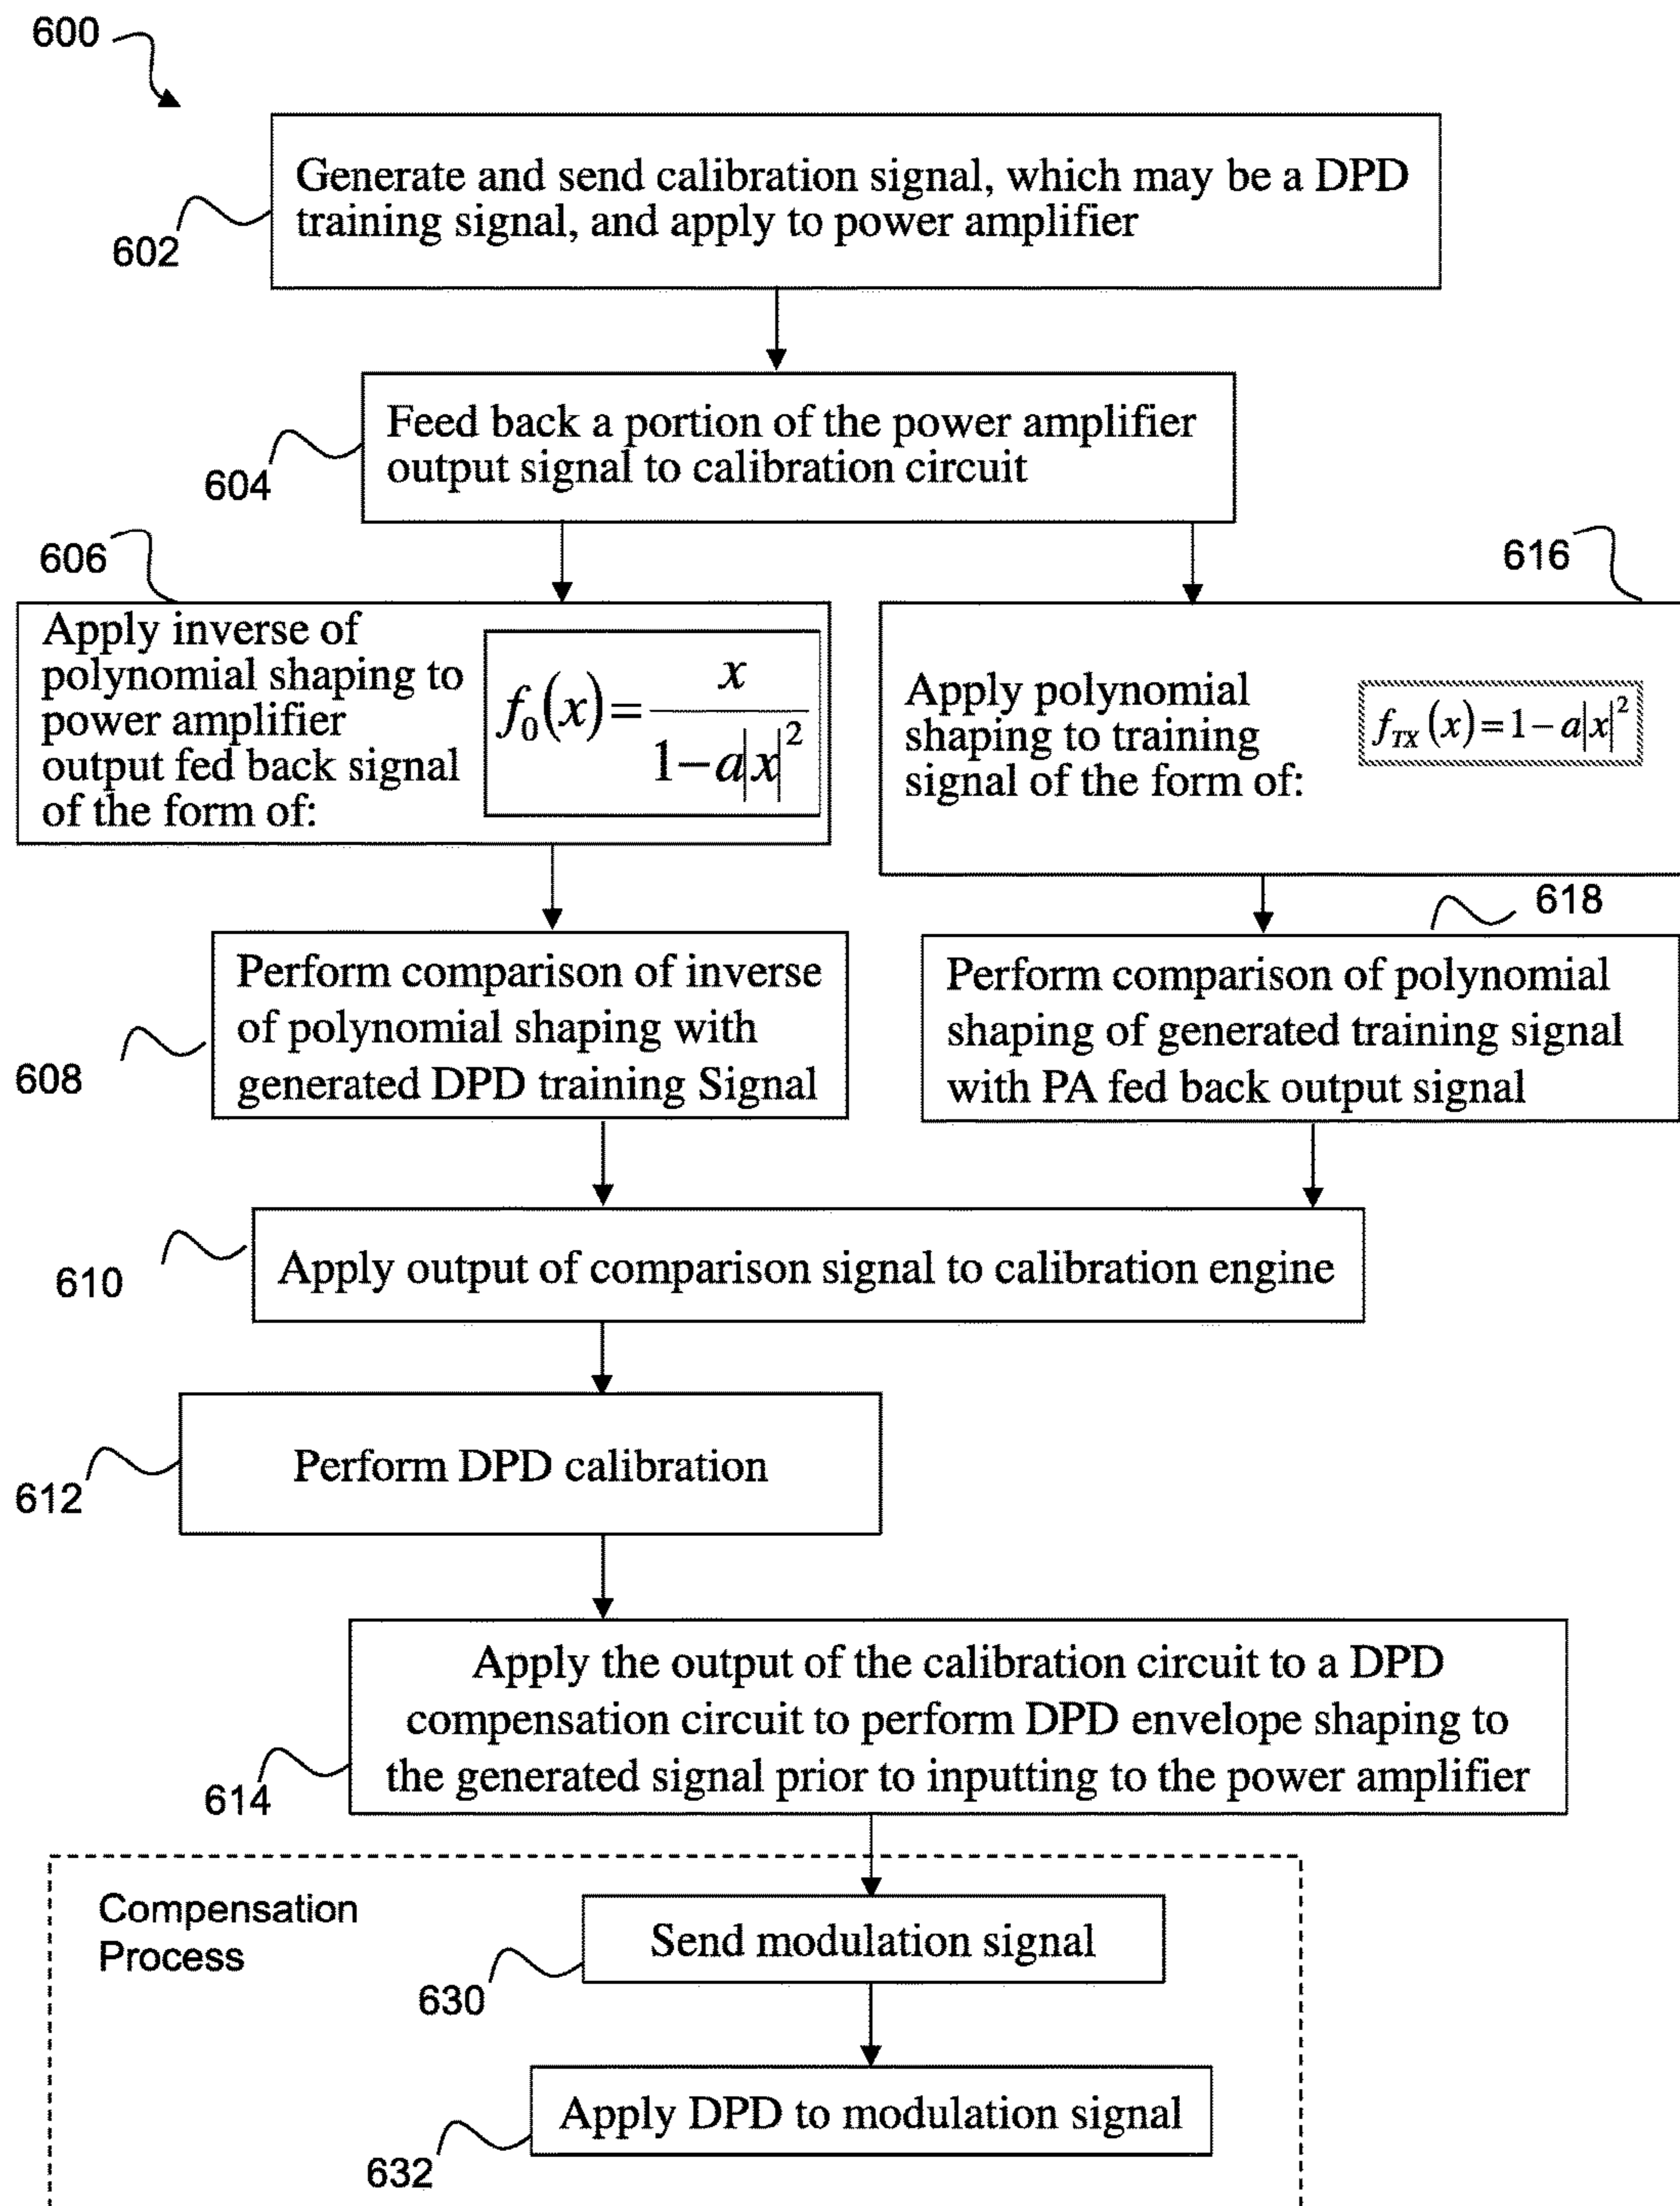 600
Generate and send calibration signal, which may be a DPD
training signal, and apply to power amplifier
602
Feed back a portion of the power amplifier
output signal to calibration circuit
604
606
616
Apply inverse of
polynomial shaping to
power amplifier
output fed back signal
of the form of:
f₀(x)=x/(1−a|x|²)
Apply polynomial
shaping to training
signal of the form of:
f_TX(x)=1−a|x|²
618
Perform comparison of inverse
of polynomial shaping with
generated DPD training Signal
608
Perform comparison of polynomial
shaping of generated training signal
with PA fed back output signal
Apply output of comparison signal to calibration engine
610
Perform DPD calibration
612
Apply the output of the calibration circuit to a DPD
compensation circuit to perform DPD envelope shaping to
the generated signal prior to inputting to the power amplifier
614
Compensation
Process
Send modulation signal
630
Apply DPD to modulation signal
632